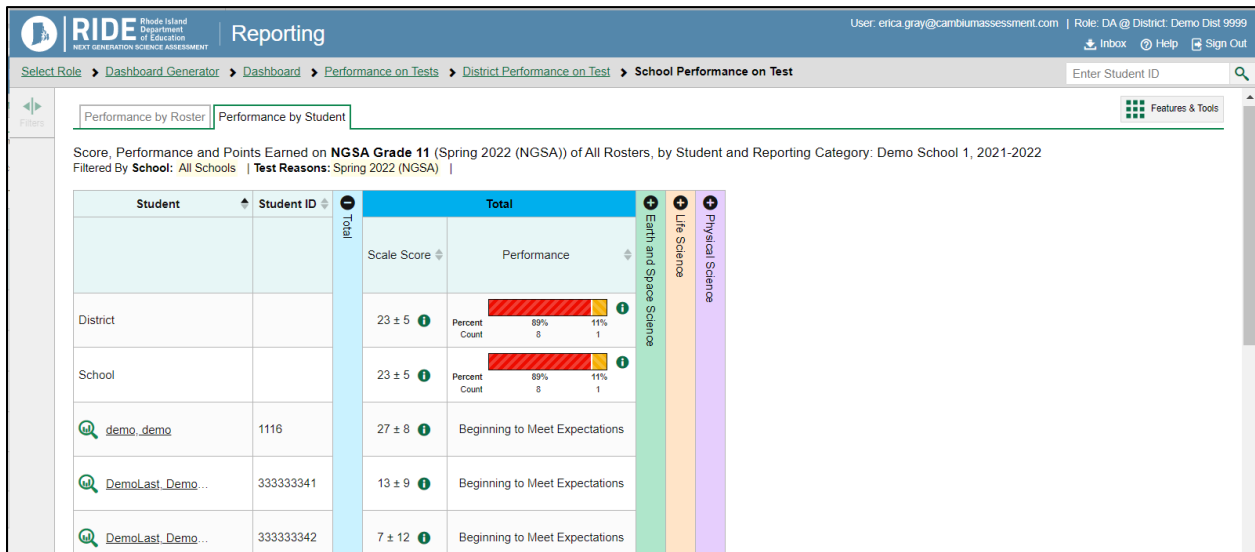 RIDE Rhode Island Department of Education
NEXT GENERATION SCIENCE ASSESSMENT
Reporting
User: erica.gray@cambiumassessment.com | Role: DA @ District: Demo Dist 9999
Inbox Help Sign Out
Select Role > Dashboard Generator > Dashboard > Performance on Tests > District Performance on Test > School Performance on Test
Enter Student ID
Filters
Performance by Roster Performance by Student
Features & Tools
Score, Performance and Points Earned on NGSA Grade 11 (Spring 2022 (NGSA)) of All Rosters, by Student and Reporting Category: Demo School 1, 2021-2022
Filtered By School: All Schools | Test Reasons: Spring 2022 (NGSA) |
Student Student ID Total Total Earth and Space Science Life Science Physical Science
Scale Score Performance
District 23 ± 5
Percent 89% 11%
Count 8 1
School 23 ± 5
Percent 89% 11%
Count 8 1
demo, demo 1116 27 ± 8 Beginning to Meet Expectations
DemoLast, Demo... 333333341 13 ± 9 Beginning to Meet Expectations
DemoLast, Demo... 333333342 7 ± 12 Beginning to Meet Expectations